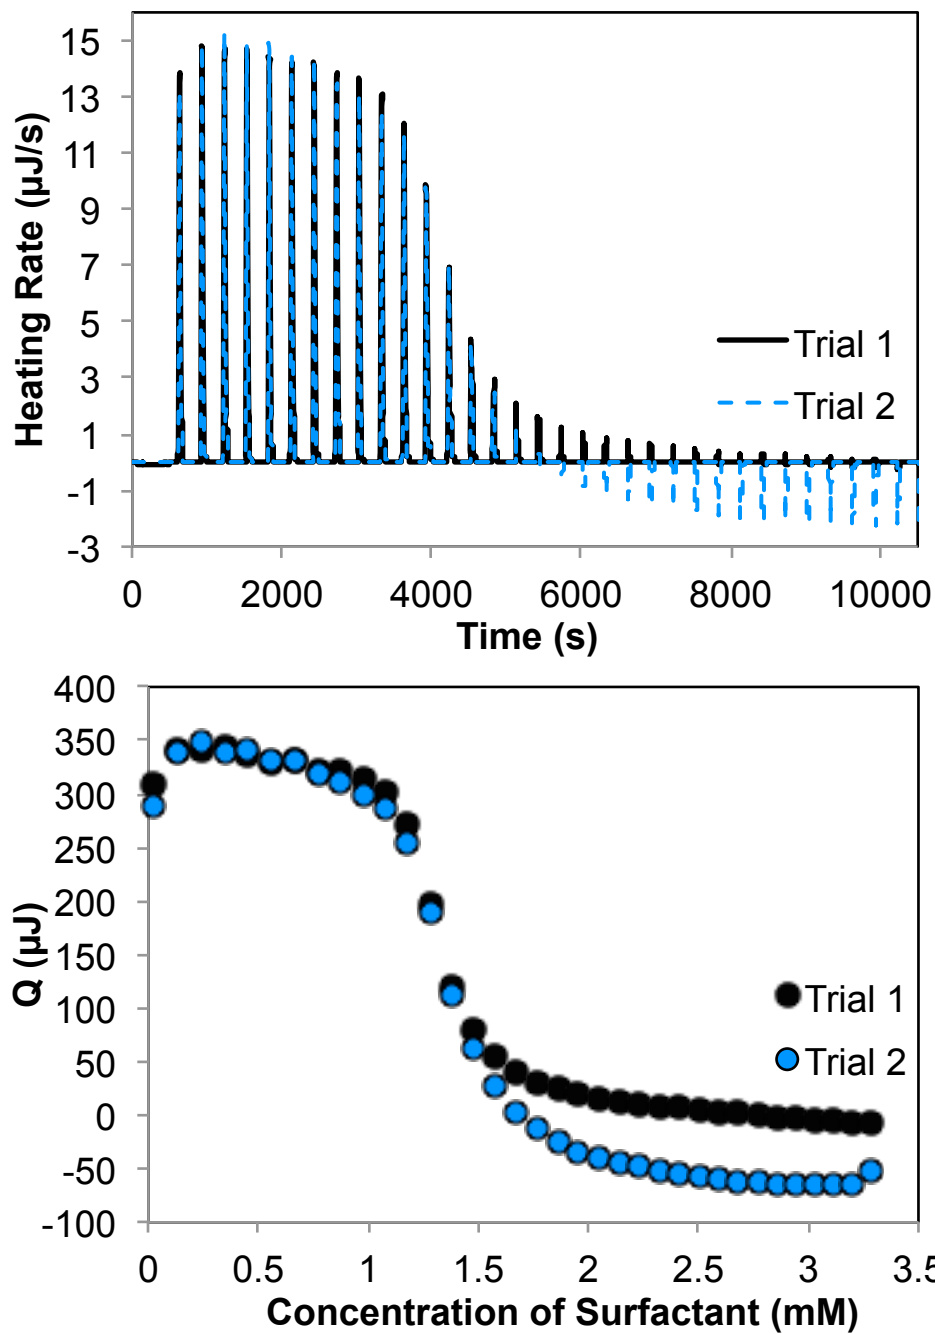 15
13
11
9
7
5
3
1
-1
-3
Heating Rate (µJ/s)
Trial 1
Trial 2
0 2000 4000 6000 8000 10000
Time (s)
400
350
300
250
200
150
100
50
0
-50
-100
Q (µJ)
Trial 1
Trial 2
0 0.5 1 1.5 2 2.5 3 3.5
Concentration of Surfactant (mM)